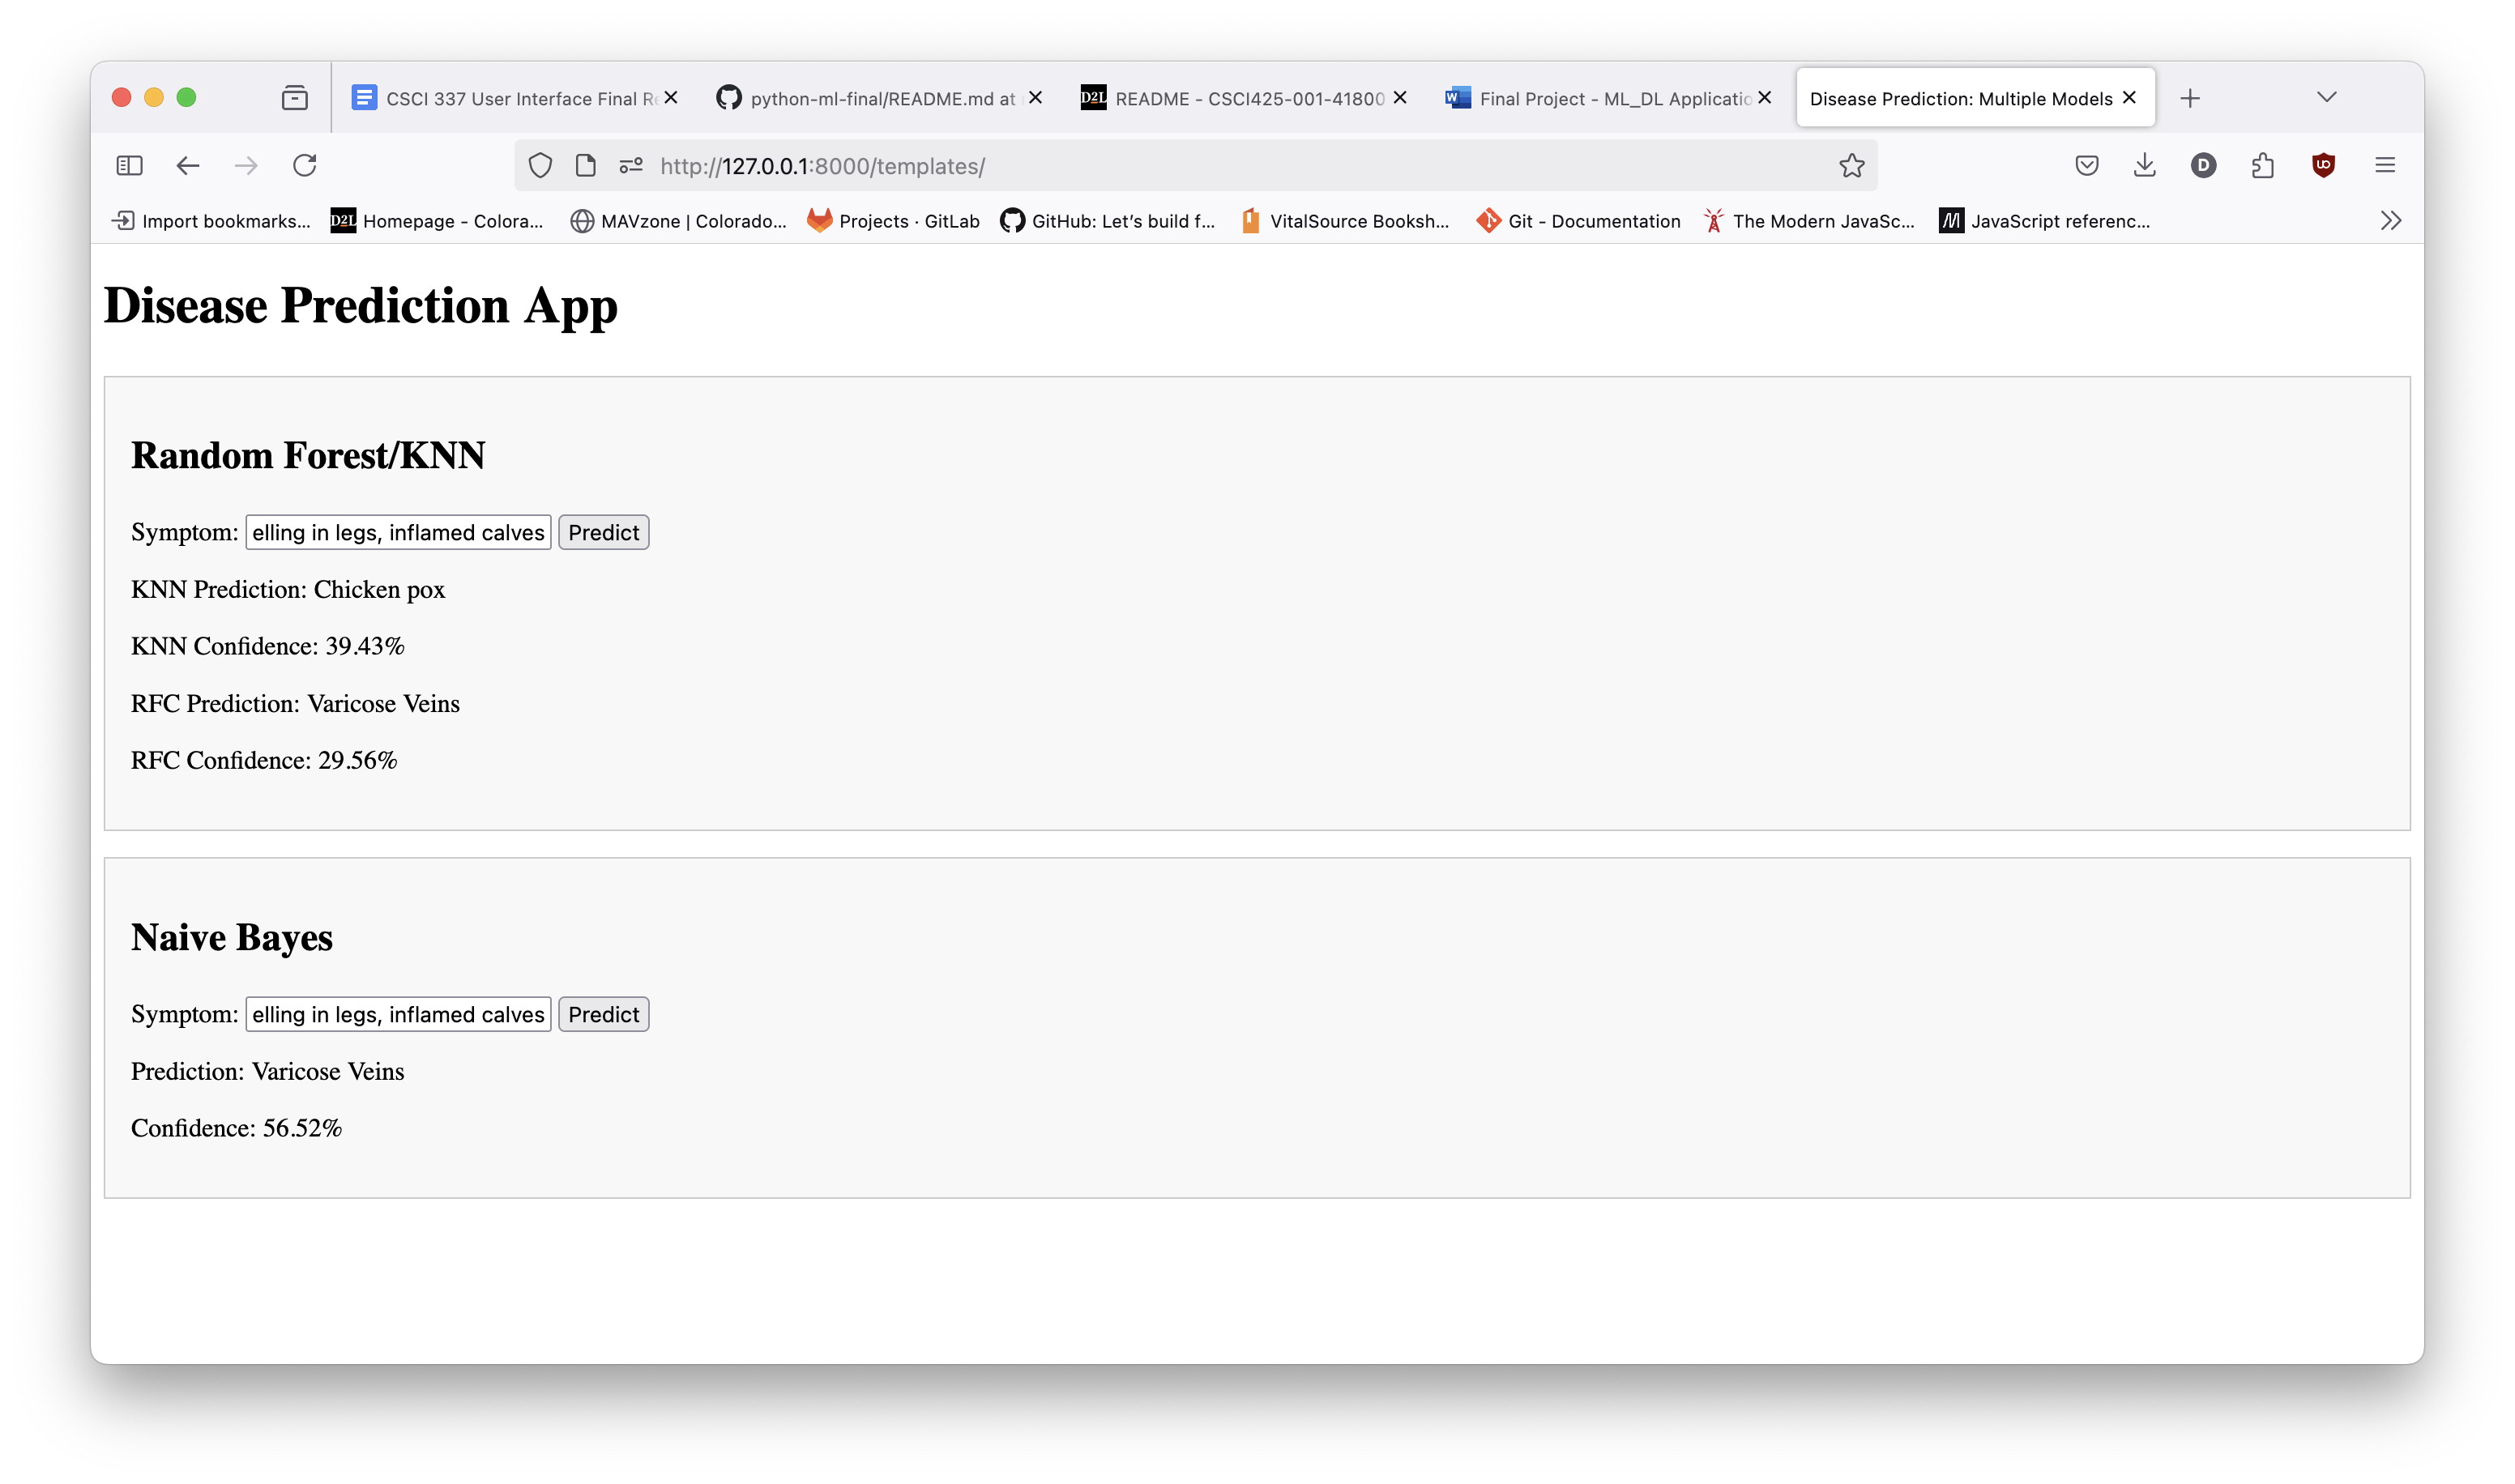 CSCI 337 User Interface Final Re
python-ml-final/README.md at
D2L README - CSCI425-001-41800
W Final Project - ML_DL Applicatio
Disease Prediction: Multiple Models
http://127.0.0.1:8000/templates/
D
UO
Import bookmarks...
D2L Homepage - Colora...
MAVzone | Colorado...
Projects · GitLab
GitHub: Let’s build f...
VitalSource Booksh...
Git - Documentation
The Modern JavaSc...
M JavaScript referenc...
Disease Prediction App
Random Forest/KNN
Symptom: elling in legs, inflamed calves Predict
KNN Prediction: Chicken pox
KNN Confidence: 39.43%
RFC Prediction: Varicose Veins
RFC Confidence: 29.56%
Naive Bayes
Symptom: elling in legs, inflamed calves Predict
Prediction: Varicose Veins
Confidence: 56.52%